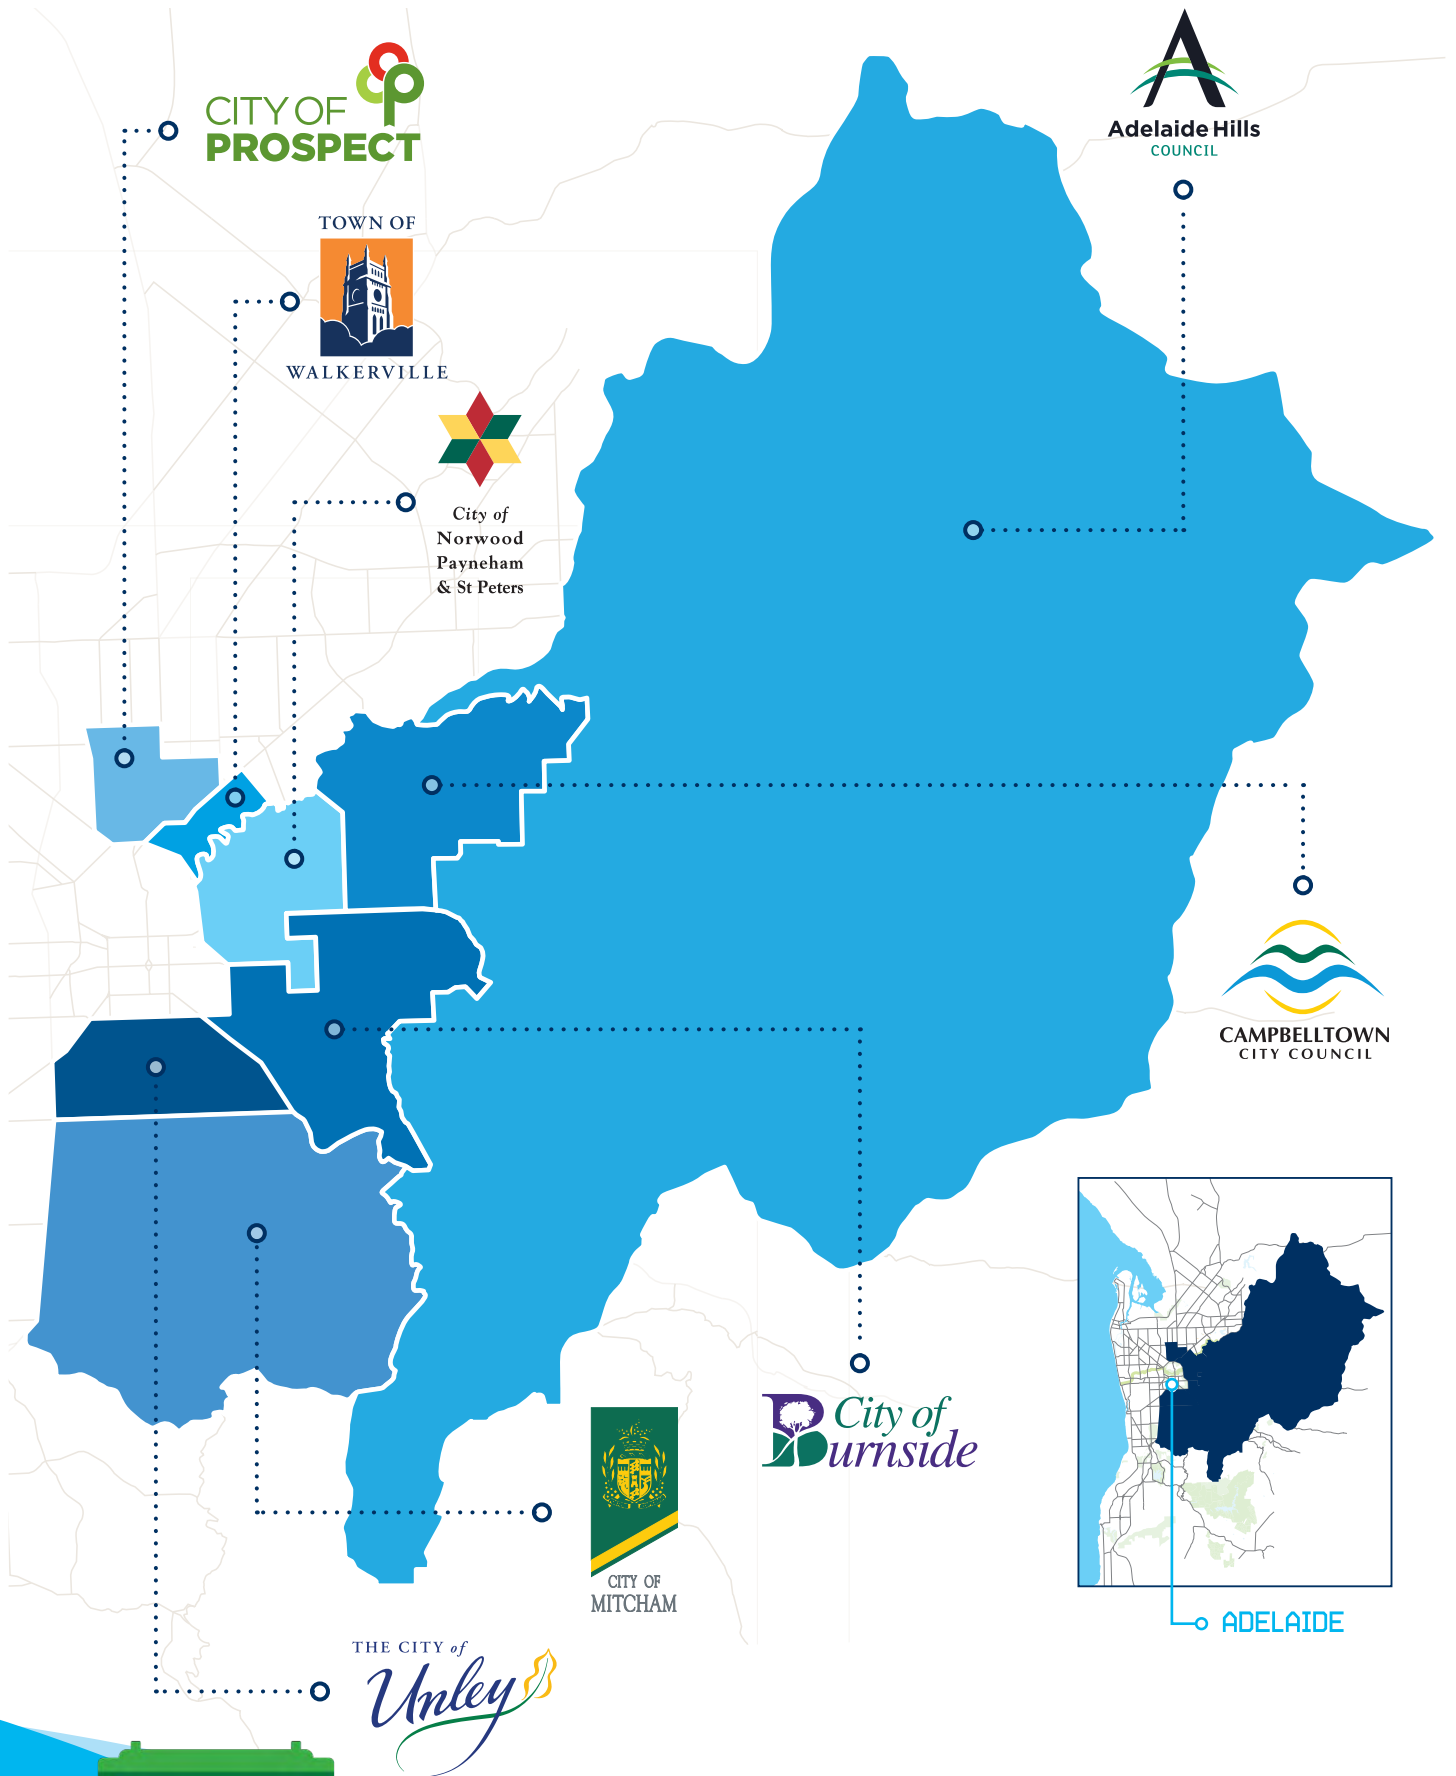 CITY OF
PROSPECT
Adelaide Hills
COUNCIL
TOWN OF
WALKERVILLE
City of
Norwood
Payneham
& St Peters
CAMPBELLTOWN
CITY COUNCIL
City of
Burnside
CITY OF
MITCHAM
ADELAIDE
THE CITY of
Unley